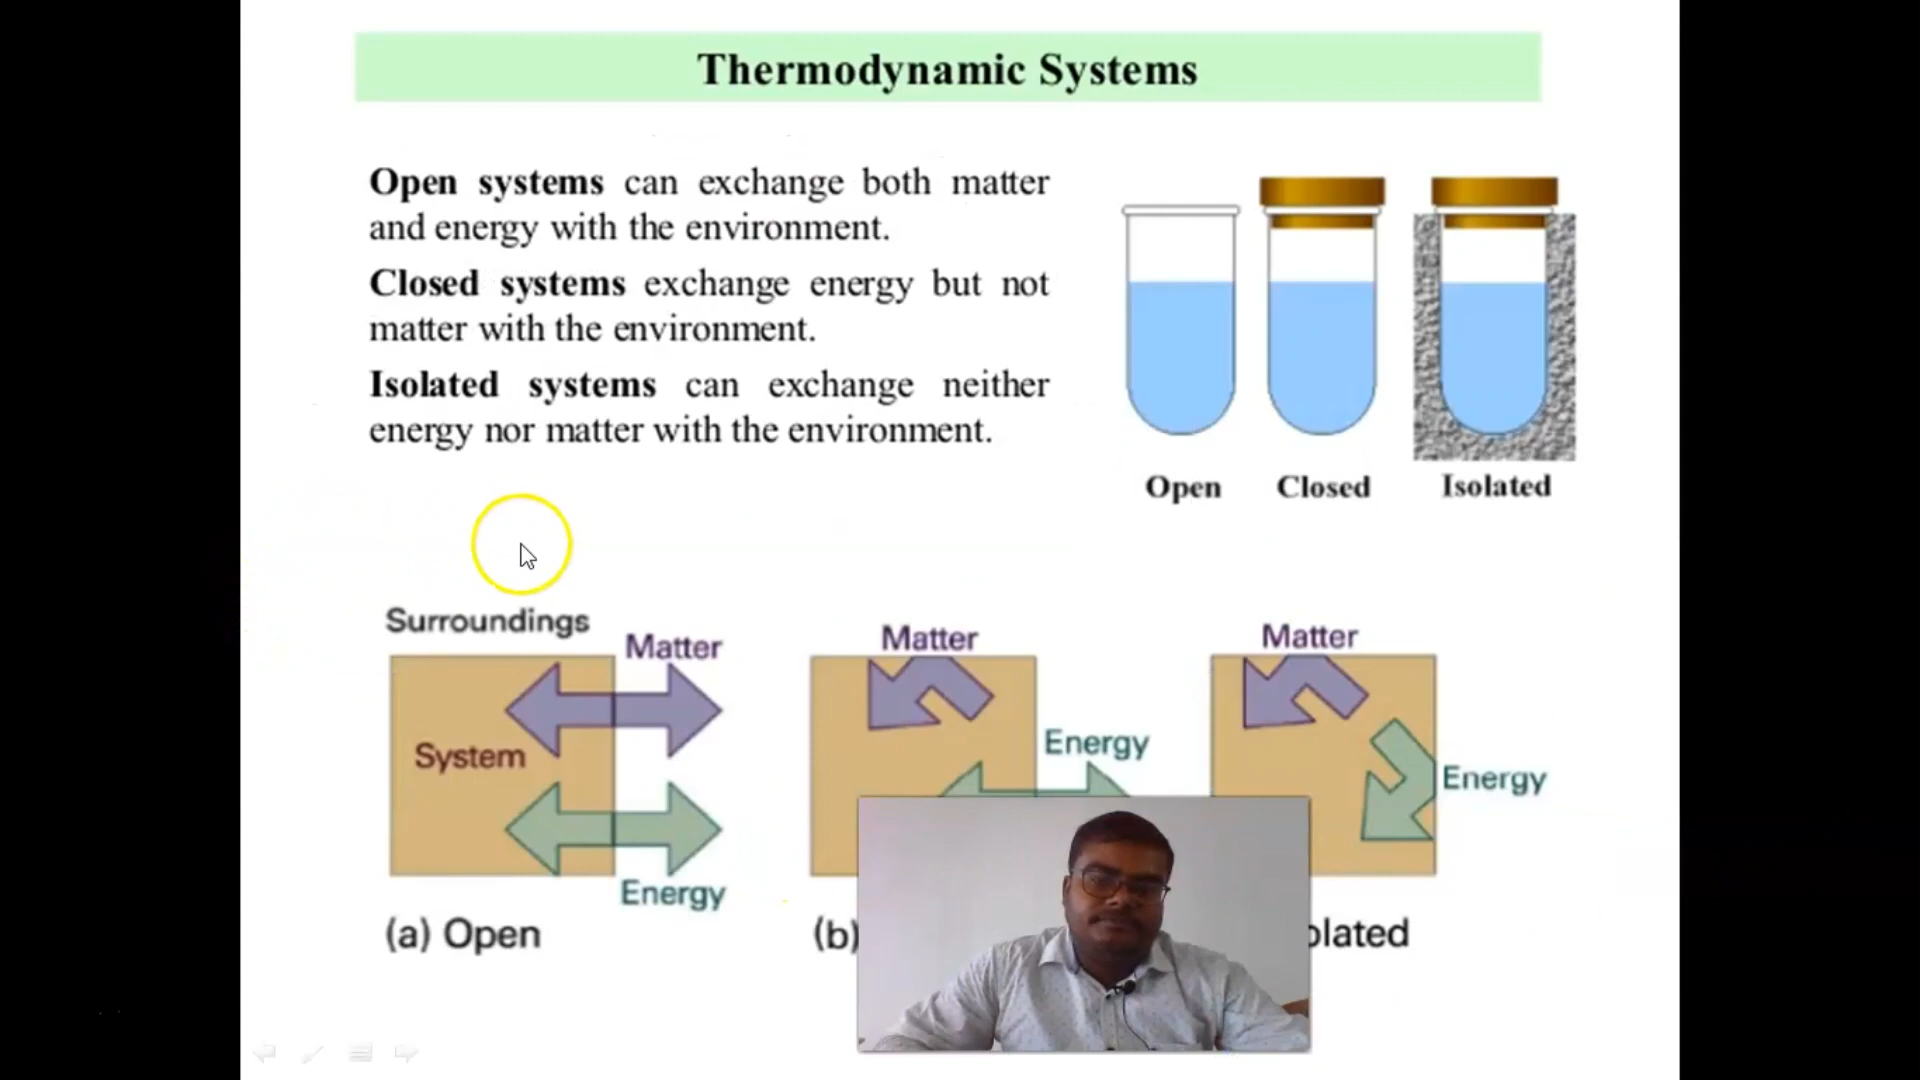 Thermodynamic Systems
Open systems can exchange both matter
and energy with the environment.
Closed systems exchange energy but not
matter with the environment.
Isolated systems can exchange neither
energy nor matter with the environment.
Open
Closed
Isolated
Surroundings
Matter
System
Energy
(a) Open
Matter
Energy
(b)
Matter
Energy
olated